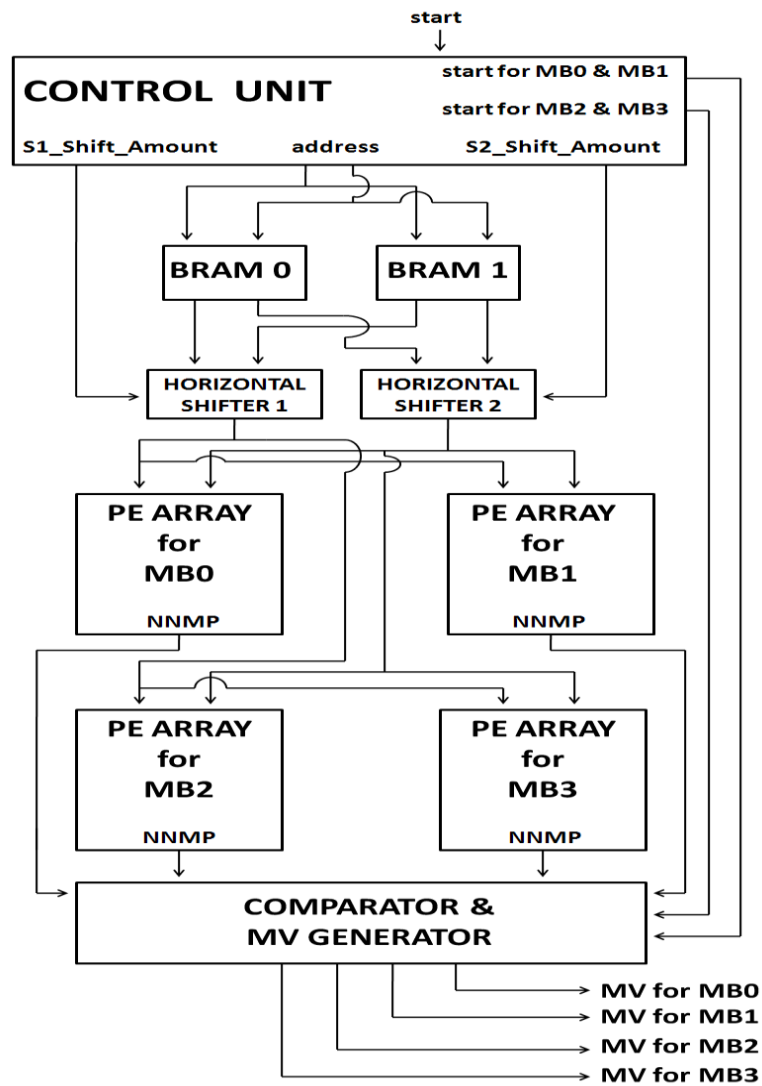 start
start for MB0 & MB1
CONTROL UNIT
start for MB2 & MB3
S1_Shift_Amount address S2_Shift_Amount
BRAM 0 BRAM 1
HORIZONTAL SHIFTER 1
HORIZONTAL SHIFTER 2
PE ARRAY
for
MB0
NNMP
PE ARRAY
for
MB1
NNMP
PE ARRAY
for
MB2
NNMP
PE ARRAY
for
MB3
NNMP
COMPARATOR &
MV GENERATOR
MV for MB0
MV for MB1
MV for MB2
MV for MB3